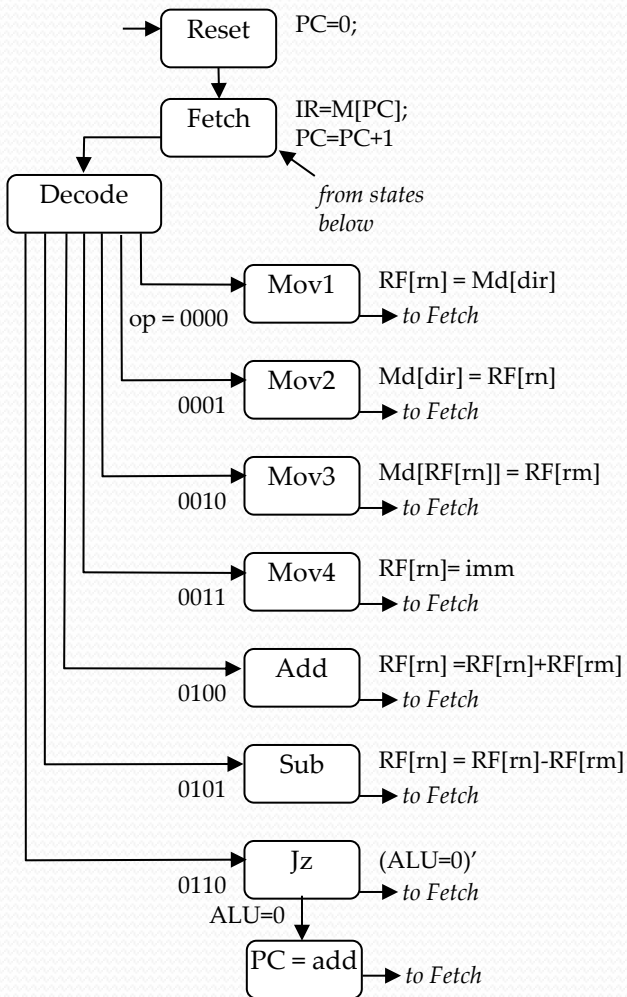 Reset
PC=0;
Fetch
IR=M[PC];
PC=PC+1
Decode
from states
below
Mov1
RF[rn] = Md[dir]
op = 0000
to Fetch
Mov2
Md[dir] = RF[rn]
0001
to Fetch
Mov3
Md[RF[rn]] = RF[rm]
0010
to Fetch
Mov4
RF[rn]= imm
0011
to Fetch
Add
RF[rn] =RF[rn]+RF[rm]
0100
to Fetch
Sub
RF[rn] = RF[rn]-RF[rm]
0101
to Fetch
Jz
(ALU=0)’
0110
to Fetch
ALU=0
PC = add
to Fetch